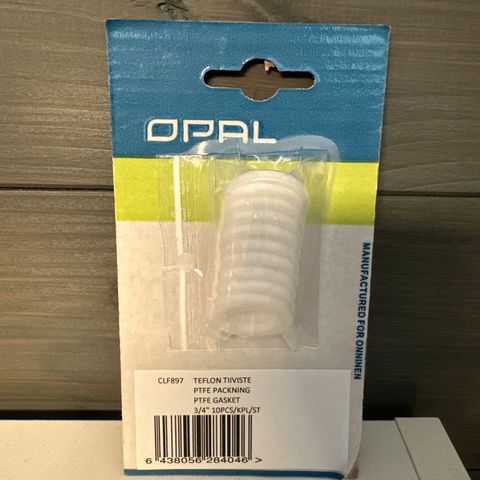 OPAL
MANUFACTURED FOR ONNINEN
CLF897 TEFLON TIIVISTE
PTFE PACKNING
PTFE GASKET
3/4" 10PCS/KPL/ST
6 438056 284046 >